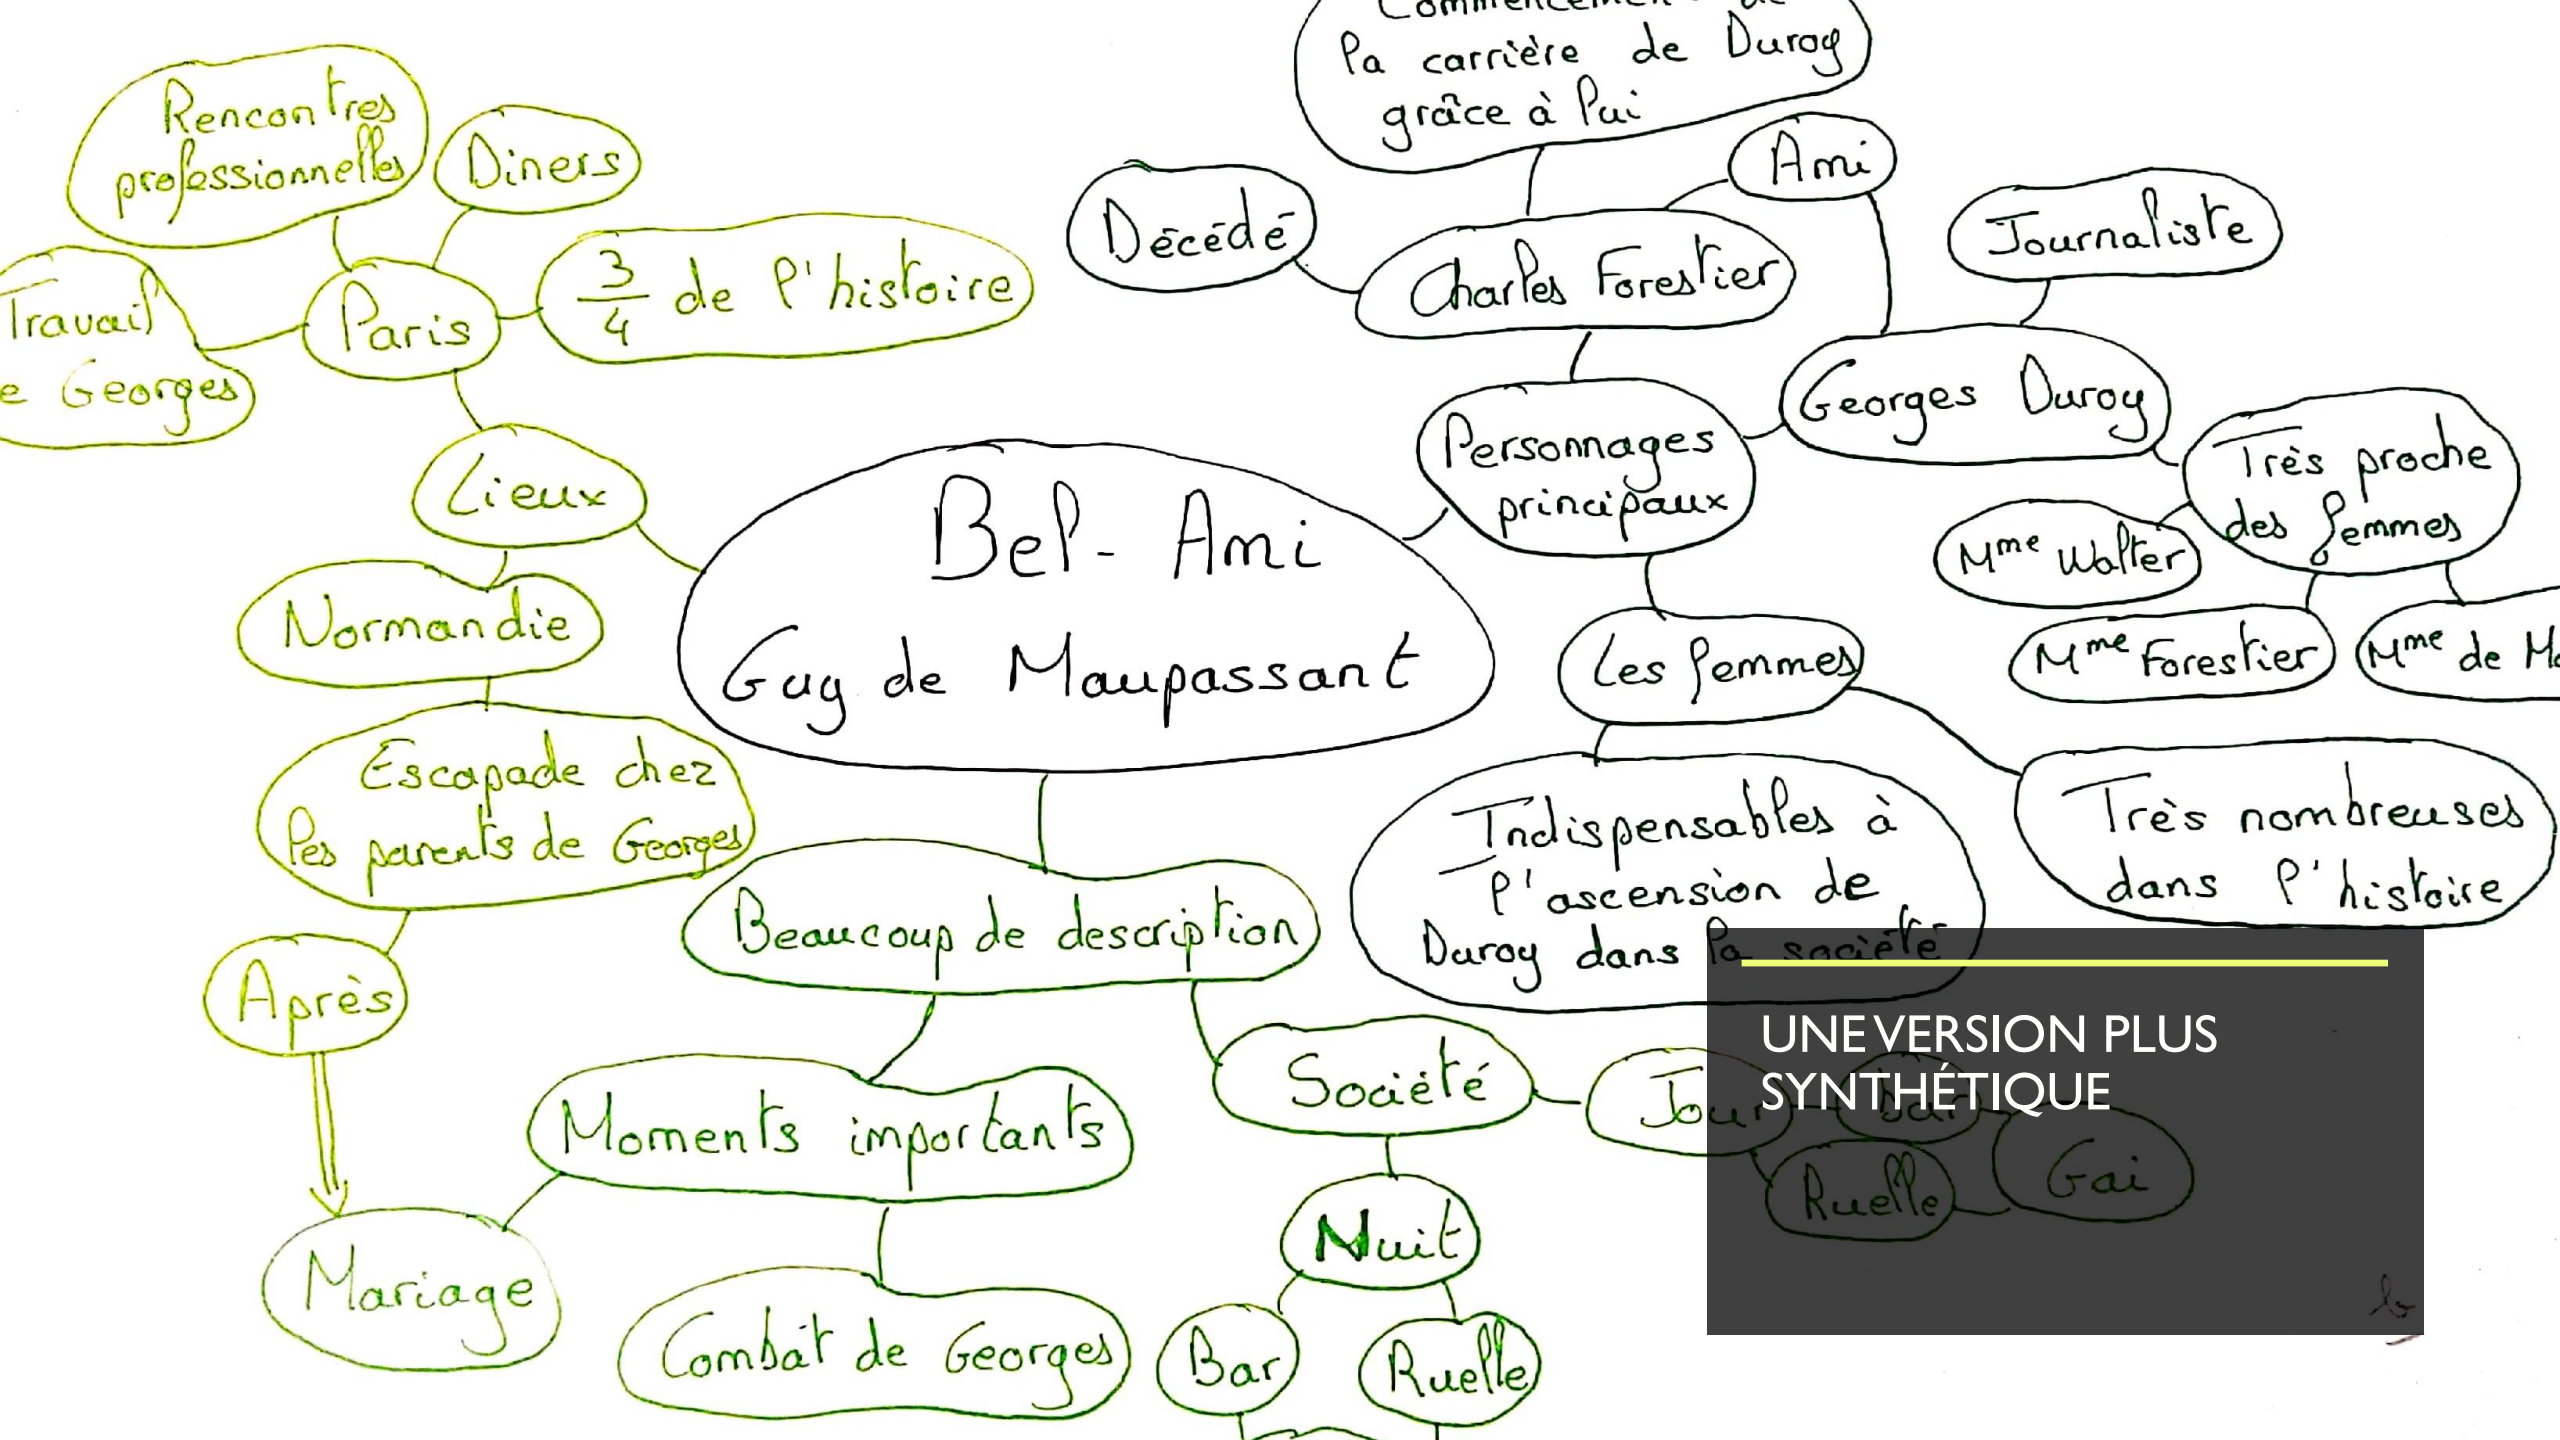 la carrière de Duroy
grâce à lui
Rencontres
professionnelles
Diners
Ami
Décédé
Journaliste
3/4 de l'histoire
Charles Forestier
Travail
e Georges
Paris
Georges Duroy
Personnages
principaux
Très proche
des femmes
Lieux
Bel-Ami
Guy de Maupassant
Mme Walter
Mme Forestier
Mme de
Normandie
Les femmes
Escapade chez
les parents de Georges
Indispensables à
l'ascension de
Duroy dans la société
Très nombreuses
dans l'histoire
Beaucoup de description
Après
UNE VERSION PLUS
SYNTHÉTIQUE
Moments importants
Société
Jour
Bar
Ruelle
Gai
Nuit
Mariage
Combat de Georges
Bar
Ruelle